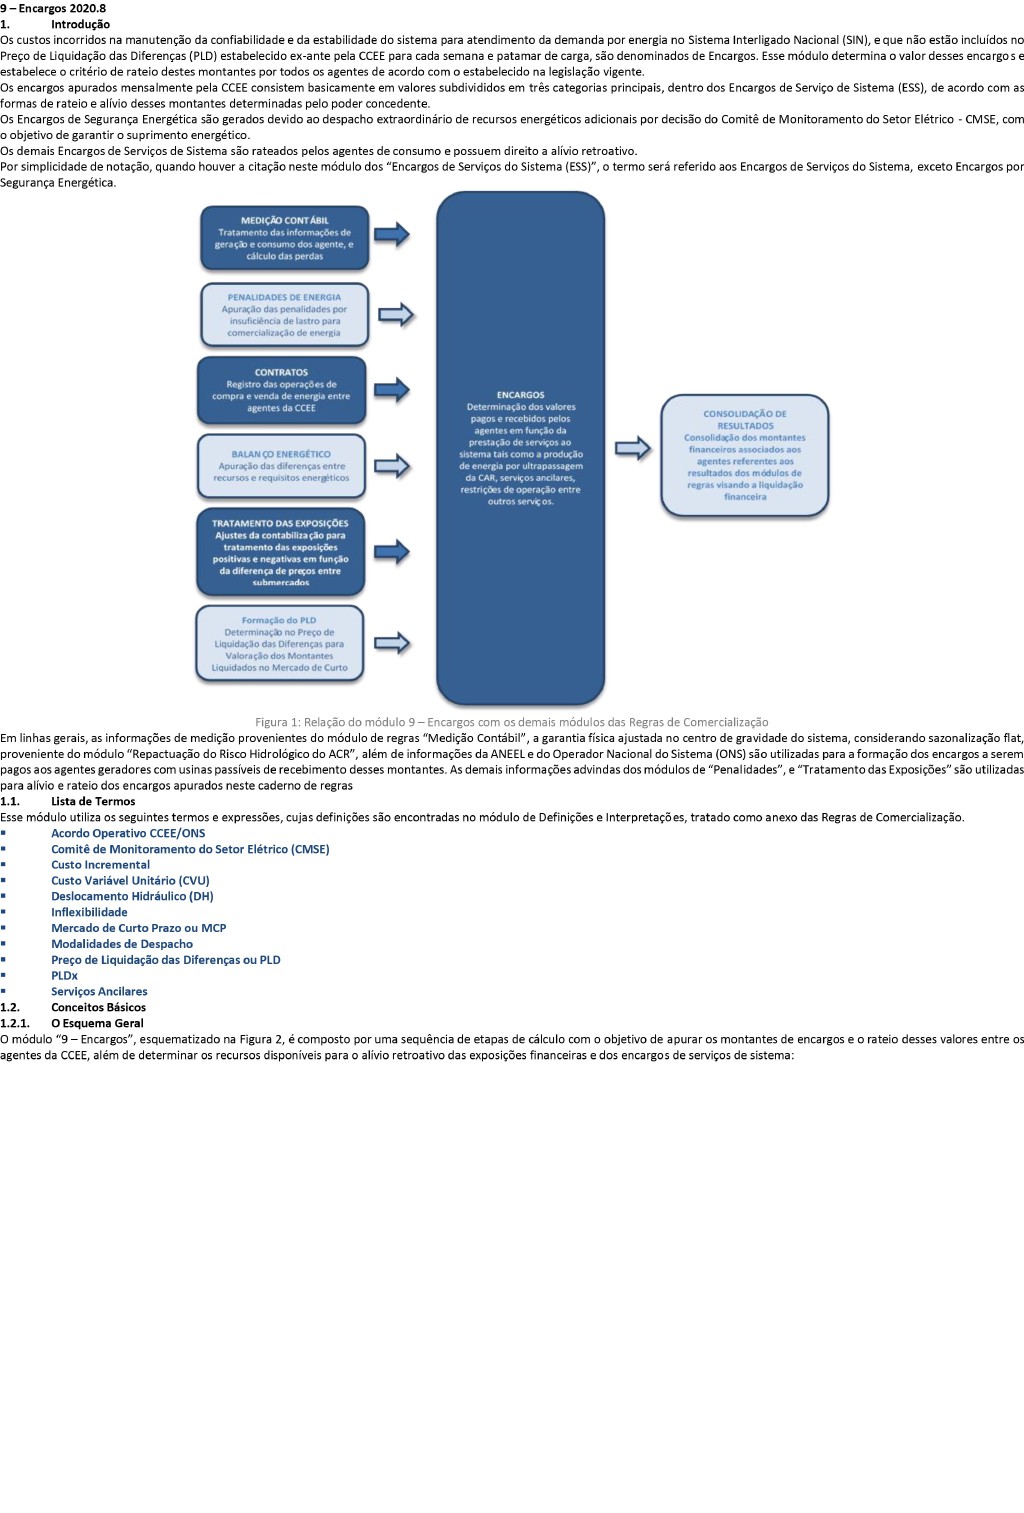 9 – Encargos 2020.8
1. Introdução
Os custos incorridos na manutenção da confiabilidade e da estabilidade do sistema para atendimento da demanda por energia no Sistema Interligado Nacional (SIN), e que não estão incluídos no
Preço de Liquidação das Diferenças (PLD) estabelecido ex-ante pela CCEE para cada semana e patamar de carga, são denominados de Encargos. Esse módulo determina o valor desses encargos e
estabelece o critério de rateio destes montantes por todos os agentes de acordo com o estabelecido na legislação vigente.
Os encargos apurados mensalmente pela CCEE consistem basicamente em valores subdivididos em três categorias principais, dentro dos Encargos de Serviço de Sistema (ESS), de acordo com as
formas de rateio e alívio desses montantes determinadas pelo poder concedente.
Os Encargos de Segurança Energética são gerados devido ao despacho extraordinário de recursos energéticos adicionais por decisão do Comitê de Monitoramento do Setor Elétrico - CMSE, com
o objetivo de garantir o suprimento energético.
Os demais Encargos de Serviços de Sistema são rateados pelos agentes de consumo e possuem direito a alívio retroativo.
Por simplicidade de notação, quando houver a citação neste módulo dos “Encargos de Serviços do Sistema (ESS)”, o termo será referido aos Encargos de Serviços do Sistema, exceto Encargos por
Segurança Energética.
MEDIÇÃO CONTÁBIL
Tratamento das informações de
geração e consumo dos agente, e
cálculo das perdas
PENALIDADES DE ENERGIA
Apuração das penalidades por
insuficiência de lastro para
comercialização de energia
CONTRATOS
Registro das operações de
compra e venda de energia entre
agentes da CCEE
BALANÇO ENERGÉTICO
Apuração das diferenças entre
recursos e requisitos energéticos
TRATAMENTO DAS EXPOSIÇÕES
Ajustes da contabilização para
tratamento das exposições
positivas e negativas em função
da diferença de preços entre
submercados
Formação do PLD
Determinação no Preço de
Liquidação das Diferenças para
Valoração dos Montantes
Liquidados no Mercado de Curto
ENCARGOS
Determinação dos valores
pagos e recebidos pelos
agentes em função da
prestação de serviços ao
sistema tais como a produção
de energia por ultrapassagem
da CAR, serviços ancilares,
restrições de operação entre
outros serviços.
CONSOLIDAÇÃO DE
RESULTADOS
Consolidação dos montantes
financeiros associados aos
agentes referentes aos
resultados dos módulos de
regras visando a liquidação
financeira
Figura 1: Relação do módulo 9 – Encargos com os demais módulos das Regras de Comercialização
Em linhas gerais, as informações de medição provenientes do módulo de regras “Medição Contábil”, a garantia física ajustada no centro de gravidade do sistema, considerando sazonalização flat,
proveniente do módulo “Repactuação do Risco Hidrológico do ACR”, além de informações da ANEEL e do Operador Nacional do Sistema (ONS) são utilizadas para a formação dos encargos a serem
pagos aos agentes geradores com usinas passíveis de recebimento desses montantes. As demais informações advindas dos módulos de “Penalidades”, e “Tratamento das Exposições” são utilizadas
para alívio e rateio dos encargos apurados neste caderno de regras
1.1. Lista de Termos
Esse módulo utiliza os seguintes termos e expressões, cujas definições são encontradas no módulo de Definições e Interpretações, tratado como anexo das Regras de Comercialização.
▪ Acordo Operativo CCEE/ONS
▪ Comitê de Monitoramento do Setor Elétrico (CMSE)
▪ Custo Incremental
▪ Custo Variável Unitário (CVU)
▪ Deslocamento Hidráulico (DH)
▪ Inflexibilidade
▪ Mercado de Curto Prazo ou MCP
▪ Modalidades de Despacho
▪ Preço de Liquidação das Diferenças ou PLD
▪ PLDx
▪ Serviços Ancilares
1.2. Conceitos Básicos
1.2.1. O Esquema Geral
O módulo “9 – Encargos”, esquematizado na Figura 2, é composto por uma sequência de etapas de cálculo com o objetivo de apurar os montantes de encargos e o rateio desses valores entre os
agentes da CCEE, além de determinar os recursos disponíveis para o alívio retroativo das exposições financeiras e dos encargos de serviços de sistema: